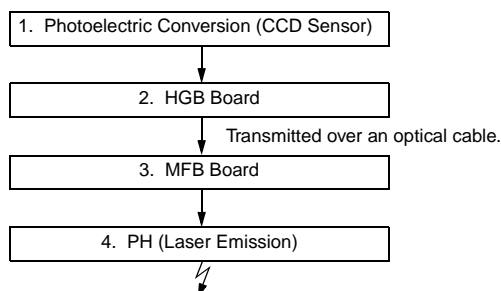 1. Photoelectric Conversion (CCD Sensor)
2. HGB Board
Transmitted over an optical cable.
3. MFB Board
4. PH (Laser Emission)